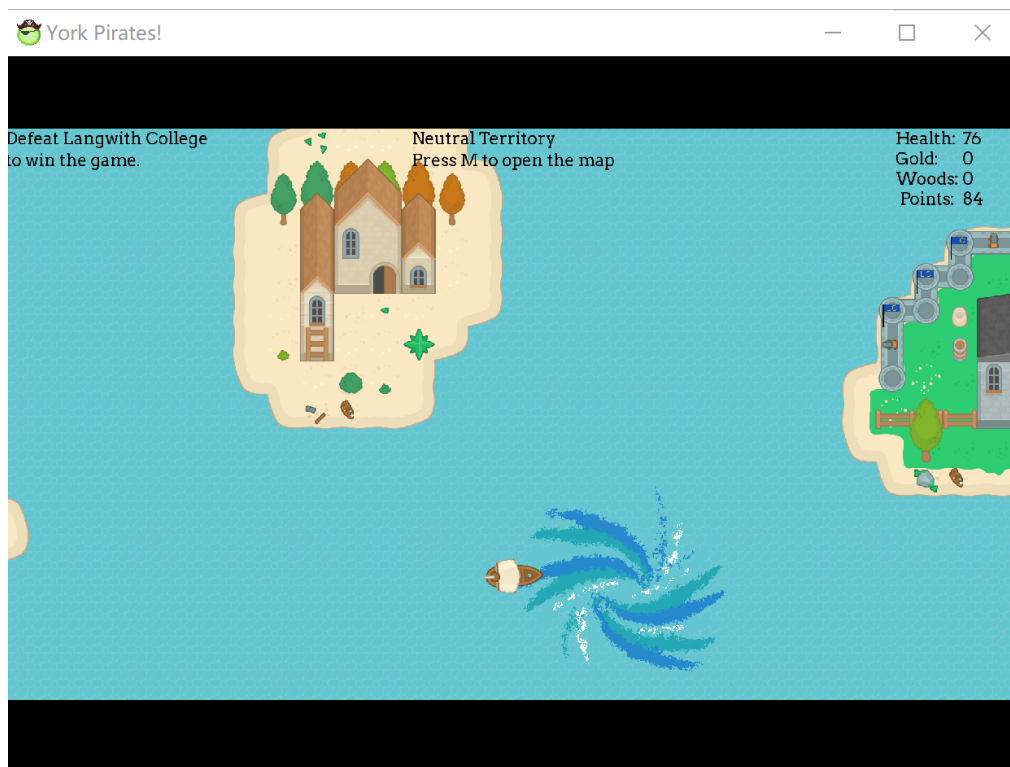 York Pirates!
Defeat Langwith College
to win the game.
Neutral Territory
Press M to open the map
Health: 76
Gold: 0
Woods: 0
Points: 84